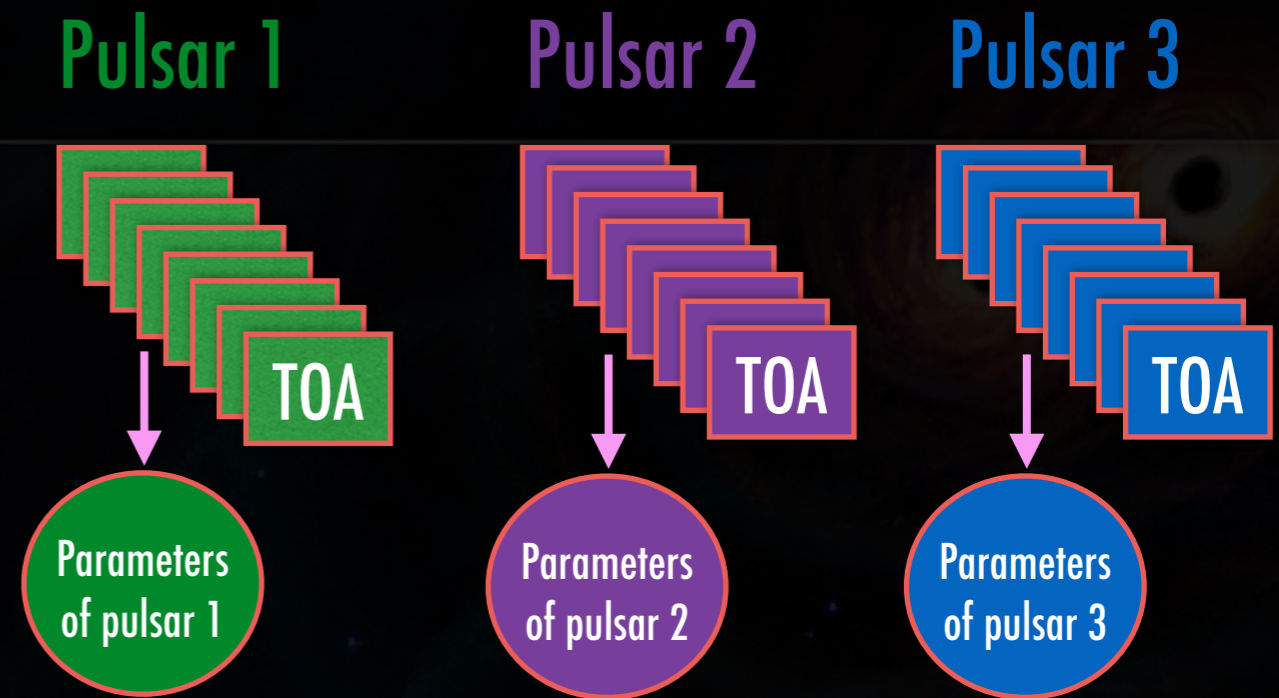 Pulsar 1
Pulsar 2
Pulsar 3
TOA
TOA
TOA
Parameters
of pulsar 1
Parameters
of pulsar 2
Parameters
of pulsar 3